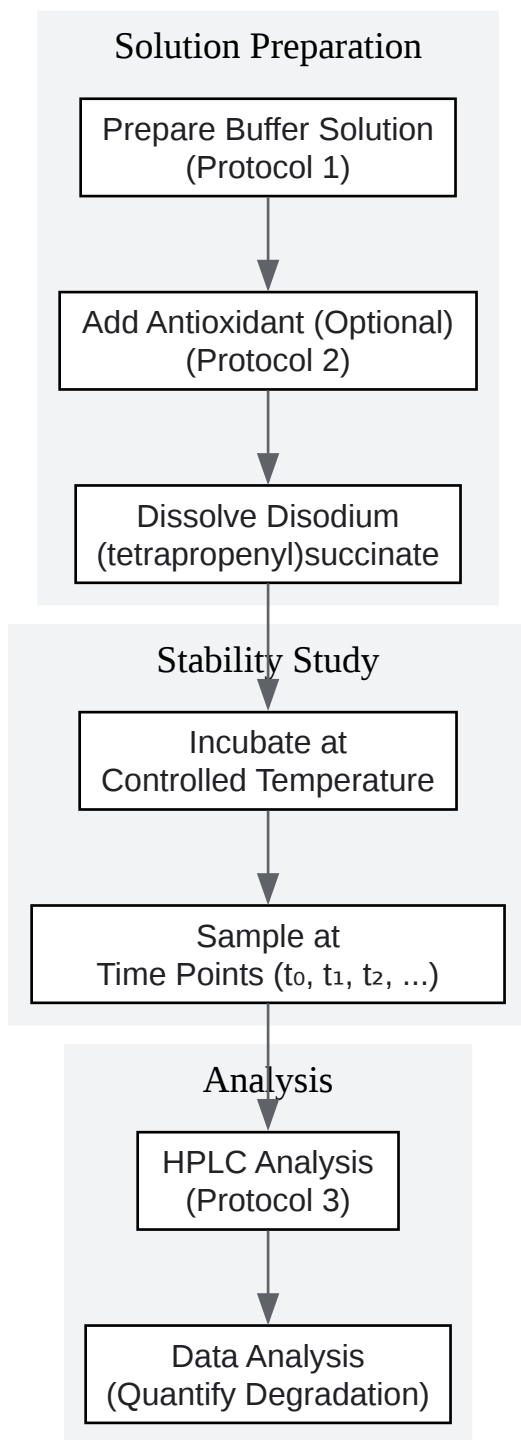 Solution Preparation
Prepare Buffer Solution
(Protocol 1)
Add Antioxidant (Optional)
(Protocol 2)
Dissolve Disodium
(tetrapropenyl)succinate
Stability Study
Incubate at
Controlled Temperature
Sample at
Time Points (t₀, t₁, t₂, ...)
Analysis
HPLC Analysis
(Protocol 3)
Data Analysis
(Quantify Degradation)